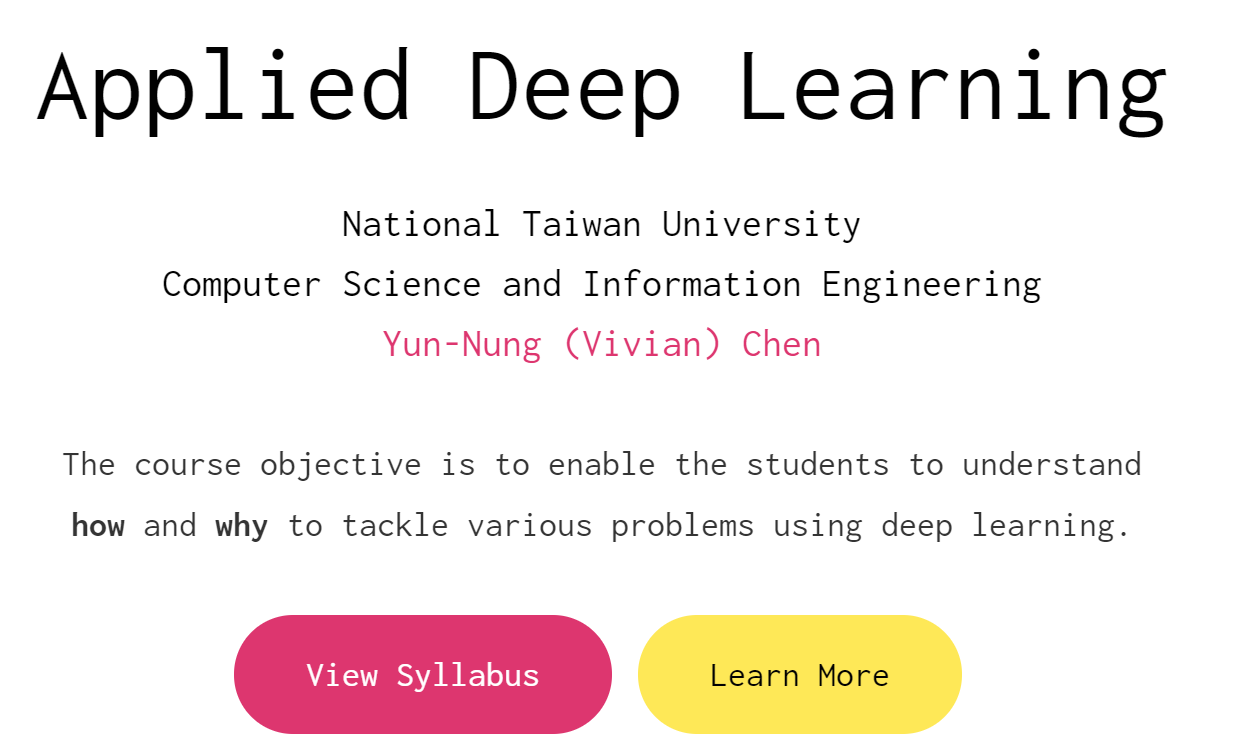 Applied Deep Learning
National Taiwan University
Computer Science and Information Engineering
Yun-Nung (Vivian) Chen
The course objective is to enable the students to understand
how and why to tackle various problems using deep learning.
View Syllabus
Learn More